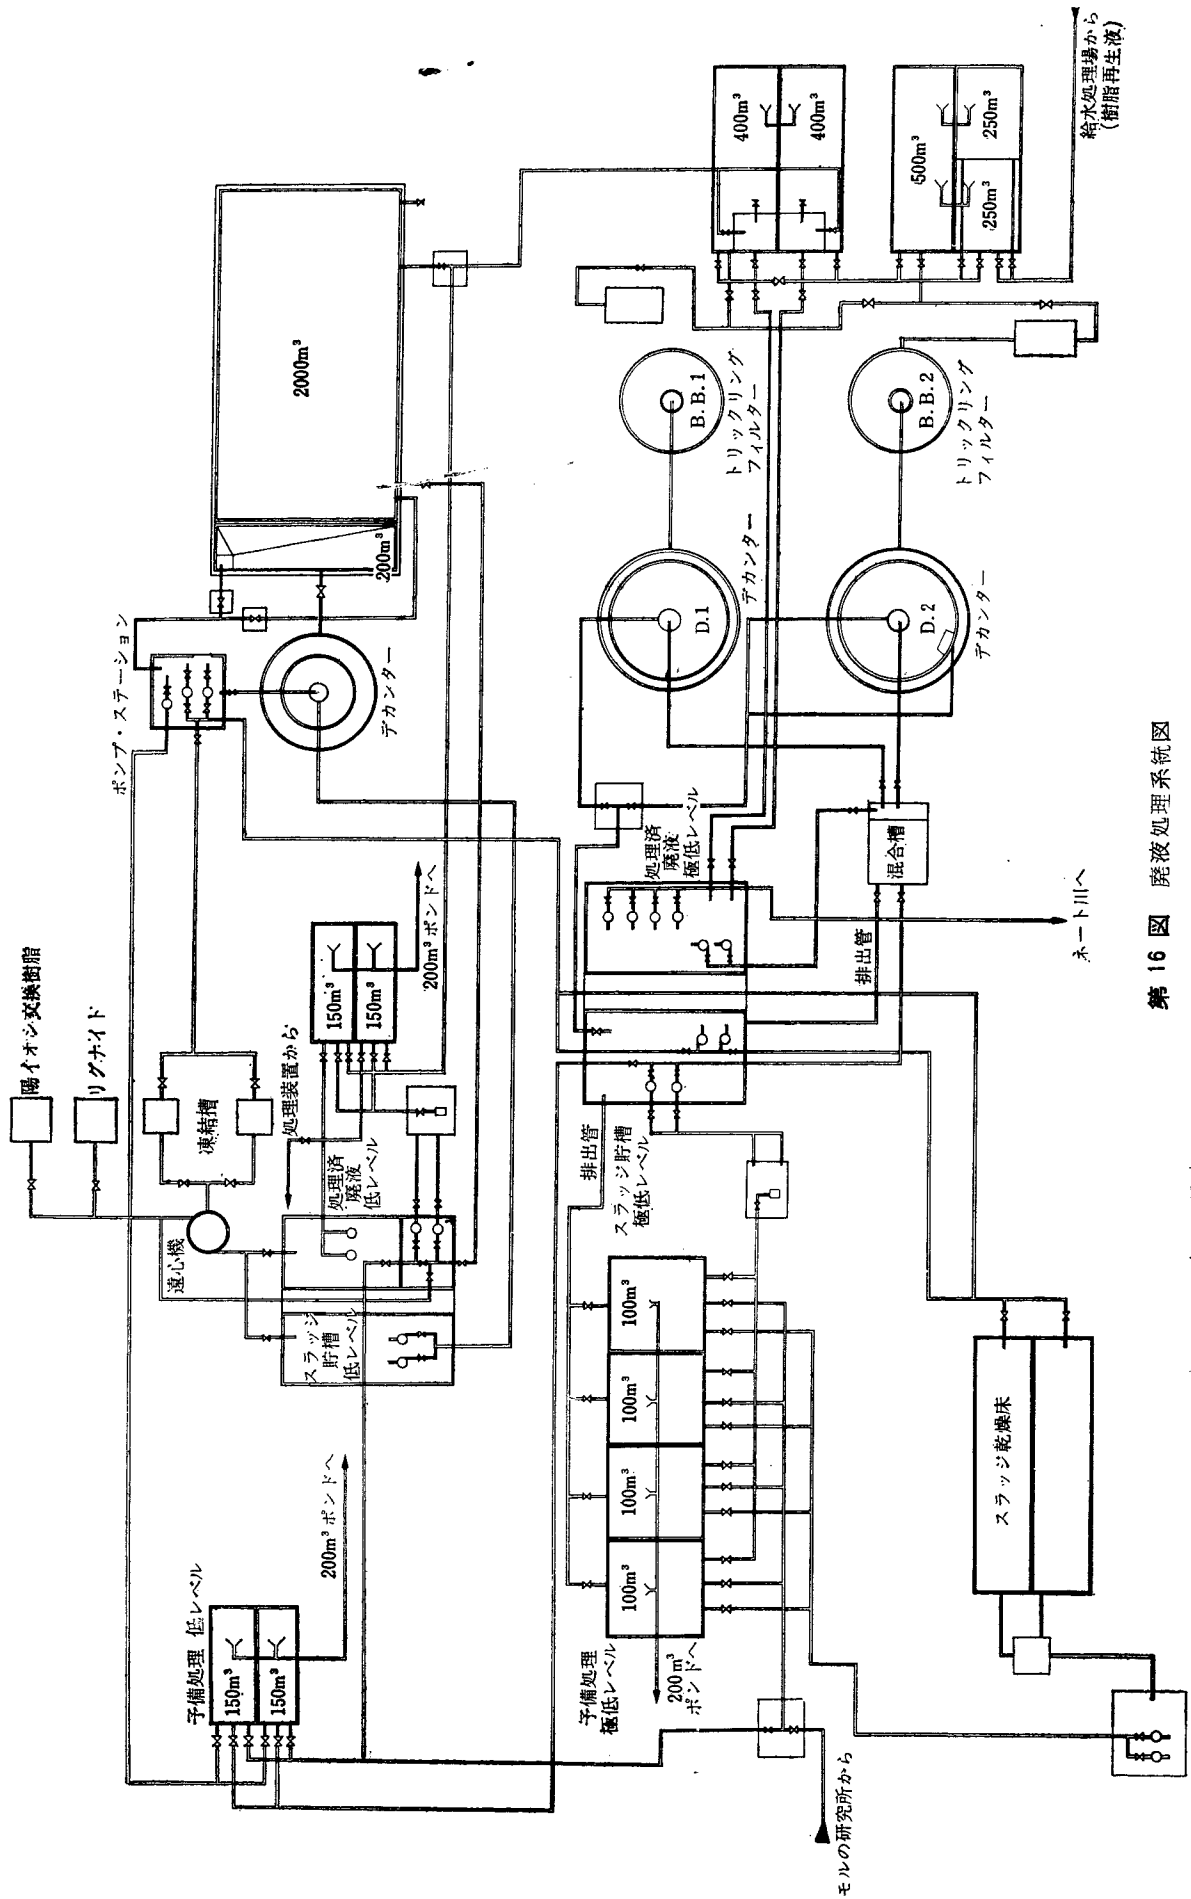 陽イオン交換樹脂
リグナイド
ポンプ・ステーション
凍結槽
遠心機
デカンター
2000m³
200m³
予備処理 低レベル
150m³
150m³
200m³ ポンドへ
スラッジ
貯槽
低レベル
処理済
廃液
低レベル
処理装置から
150m³
150m³
200m³ ポンドへ
予備処理
極低レベル
200m³
ポンドへ
100m³
100m³
100m³
100m³
排出管
スラッジ貯槽
極低レベル
処理済
廃液
極低レベル
排出管
混合槽
デカンター
D.1
D.2
デカンター
B.B.1
トリックリング
フィルター
B.B.2
トリックリング
フィルター
400m³
400m³
500m³
250m³
250m³
給水処理場から
(樹脂再生液)
モルの研究所から
スラッジ乾燥床
ネート川へ
第16図 廃液処理系統図